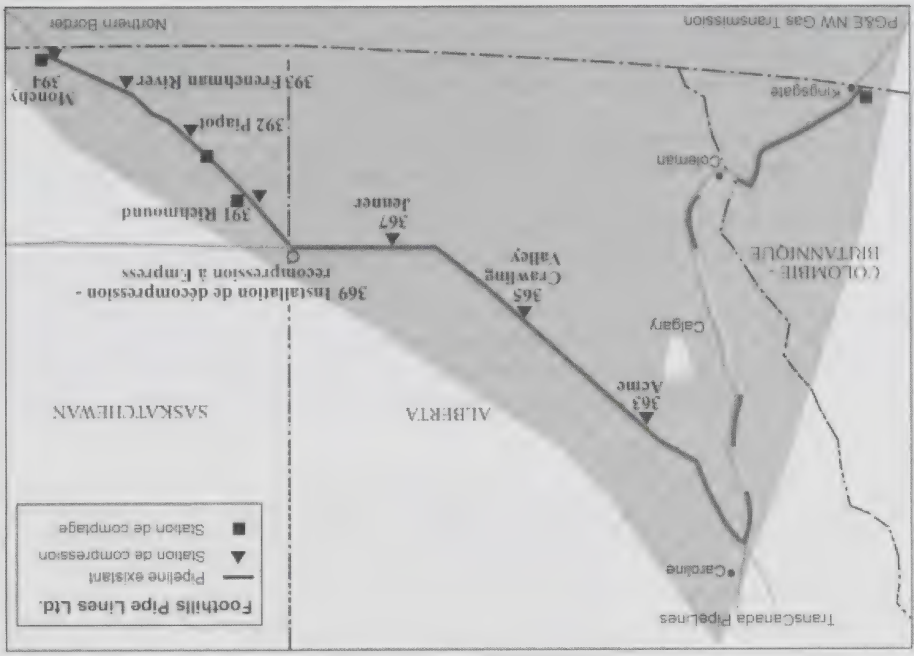 TransCanada PipeLines
Caroline
Foothills Pipe Lines Ltd.
Pipeline existant
Station de compression
Station de comptage
ALBERTA
SASKATCHEWAN
363
Acme
Calgary
365
Crawling
Valley
369 Installation de décompression -
recompression à Empress
COLOMBIE -
BRITANNIQUE
367
Jenner
391 Richmound
Coleman
392 Piapot
Kingsgate
393 Frenchman River
Monchy
394
PG&E NW Gas Transmission
Northern Border